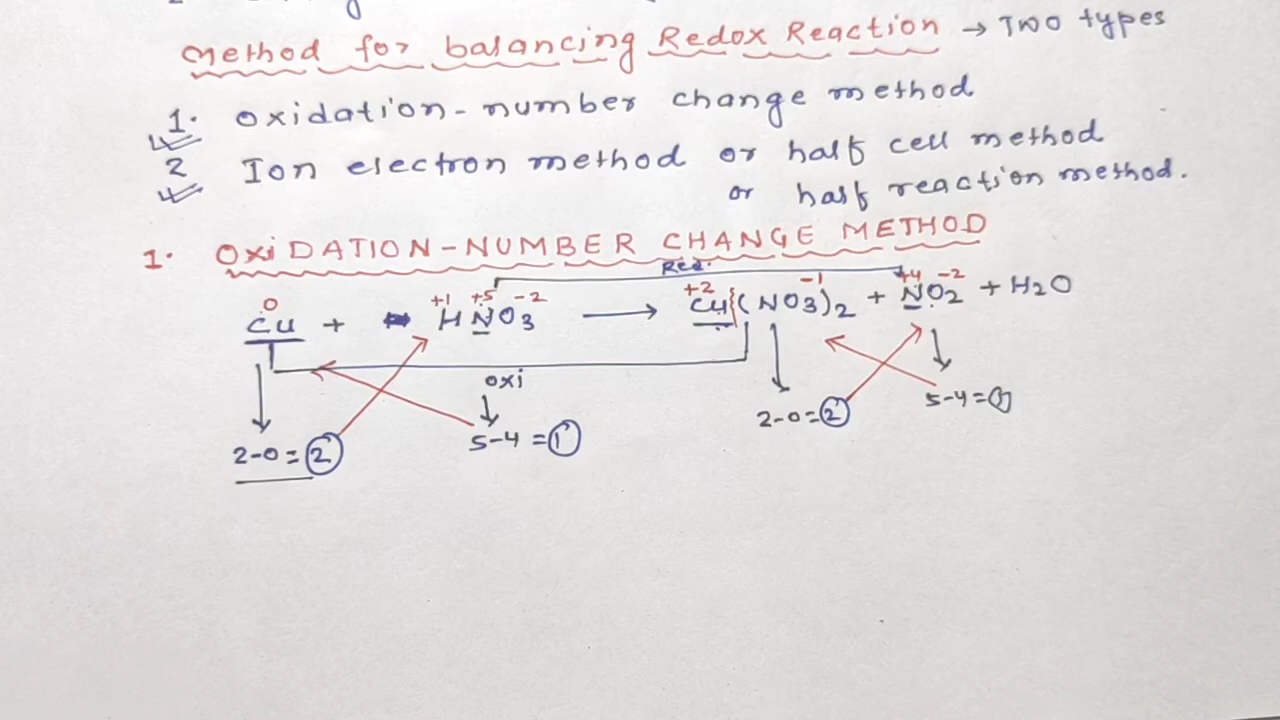 Method for balancing Redox Reaction → Two types
1. Oxidation-number change method
2 Ion electron method or half cell method
or half reaction method.
1. OXiDATION-NUMBER CHANGE METHOD
Red.
0 +1 +5 -2 +2 -1 +4 -2
Cu + HNO3 → Cu(NO3)2 + NO2 + H2O
oxi
2-0=2 5-4=1 2-0=2 5-4=1